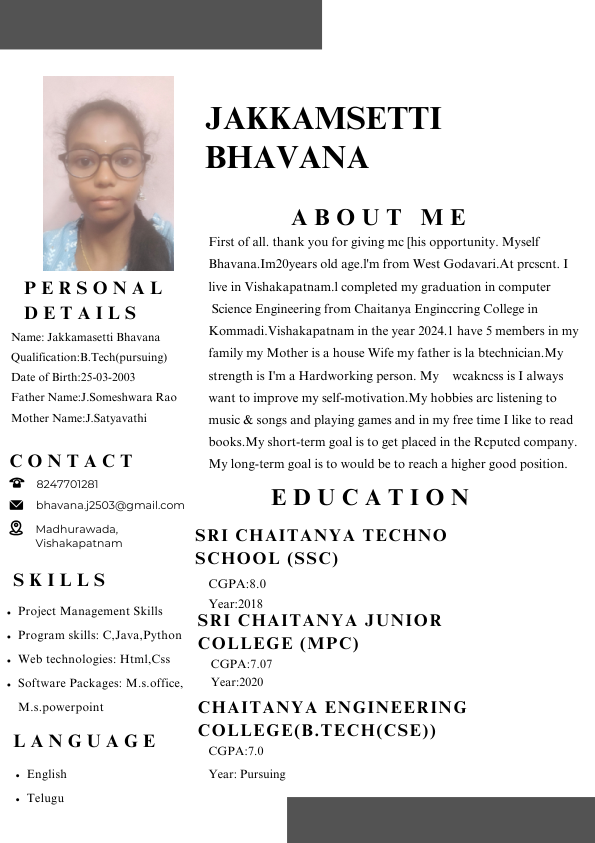 JAKKAMSETTI
BHAVANA
ABOUT ME
First of all. thank you for giving mc [his opportunity. Myself
Bhavana.Im20years old age.l'm from West Godavari.At prcscnt. I
live in Vishakapatnam.l completed my graduation in computer
Science Engineering from Chaitanya Enginccring College in
Kommadi.Vishakapatnam in the year 2024.1 have 5 members in my
family my Mother is a house Wife my father is la btechnician.My
strength is I'm a Hardworking person. My wcakncss is I always
want to improve my self-motivation.My hobbies arc listening to
music & songs and playing games and in my free time I like to read
books.My short-term goal is to get placed in the Rcputcd company.
My long-term goal is to would be to reach a higher good position.
PERSONAL
DETAILS
Name: Jakkamasetti Bhavana
Qualification:B.Tech(pursuing)
Date of Birth:25-03-2003
Father Name:J.Someshwara Rao
Mother Name:J.Satyavathi
CONTACT
8247701281
bhavana.j2503@gmail.com
Madhurawada,
Vishakapatnam
SKILLS
• Project Management Skills
• Program skills: C,Java,Python
• Web technologies: Html,Css
• Software Packages: M.s.office,
M.s.powerpoint
LANGUAGE
• English
• Telugu
EDUCATION
SRI CHAITANYA TECHNO
SCHOOL (SSC)
CGPA:8.0
Year:2018
SRI CHAITANYA JUNIOR
COLLEGE (MPC)
CGPA:7.07
Year:2020
CHAITANYA ENGINEERING
COLLEGE(B.TECH(CSE))
CGPA:7.0
Year: Pursuing